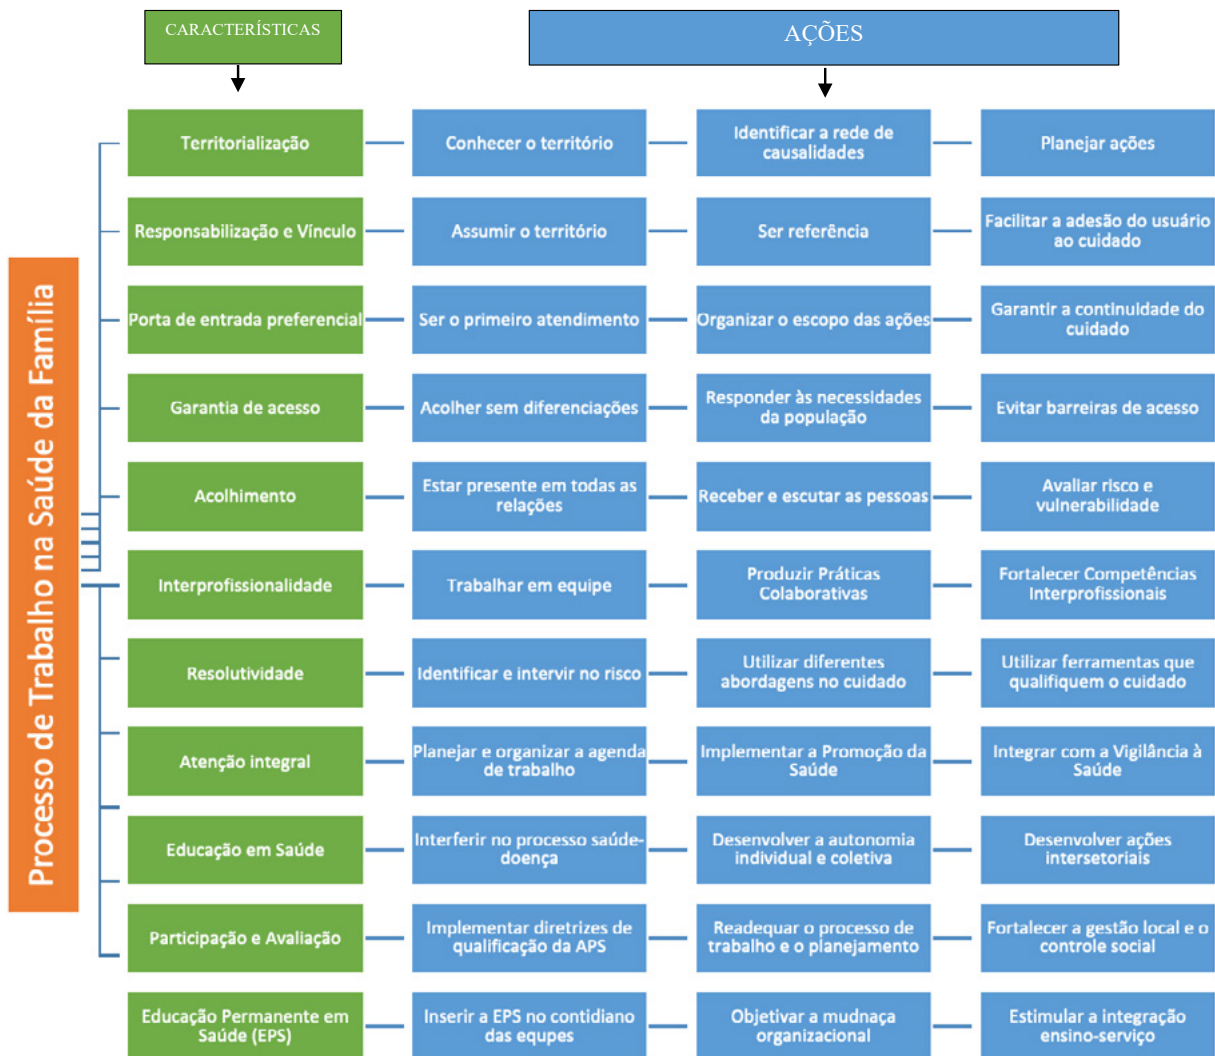 CARACTERÍSTICAS
AÇÕES
Processo de Trabalho na Saúde da Família
Territorialização
Conhecer o território
Identificar a rede de
causalidades
Planejar ações
Responsabilização e Vínculo
Assumir o território
Ser referência
Facilitar a adesão do usuário
ao cuidado
Porta de entrada preferencial
Ser o primeiro atendimento
Organizar o escopo das ações
Garantir a continuidade do
cuidado
Garantia de acesso
Acolher sem diferenciações
Responder às necessidades
da população
Evitar barreiras de acesso
Acolhimento
Estar presente em todas as
relações
Receber e escutar as pessoas
Avaliar risco e
vulnerabilidade
Interprofissionalidade
Trabalhar em equipe
Produzir Práticas
Colaborativas
Fortalecer Competências
Interprofissionais
Resolutividade
Identificar e intervir no risco
Utilizar diferentes
abordagens no cuidado
Utilizar ferramentas que
qualifiquem o cuidado
Atenção integral
Planejar e organizar a agenda
de trabalho
Implementar a Promoção da
Saúde
Integrar com a Vigilância à
Saúde
Educação em Saúde
Interferir no processo saúde-
doença
Desenvolver a autonomia
individual e coletiva
Desenvolver ações
intersetoriais
Participação e Avaliação
Implementar diretrizes de
qualificação da APS
Readequar o processo de
trabalho e o planejamento
Fortalecer a gestão local e o
controle social
Educação Permanente em
Saúde (EPS)
Inserir a EPS no contidiano
das equpes
Objetivar a mudnaça
organizacional
Estimular a integração
ensino-serviço